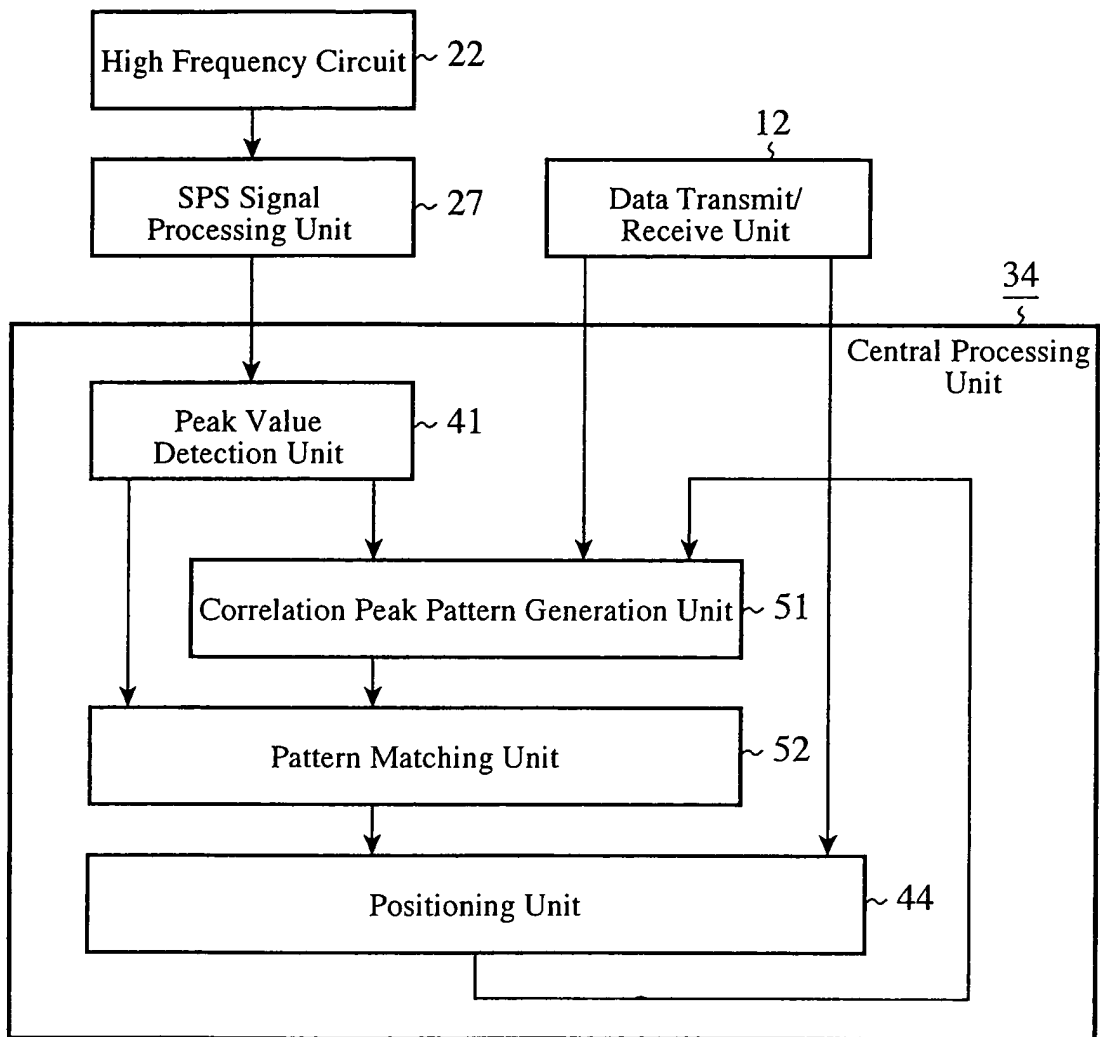 High Frequency Circuit
22
12
SPS Signal
Processing Unit
27
Data Transmit/
Receive Unit
34
Central Processing
Unit
Peak Value
Detection Unit
41
Correlation Peak Pattern Generation Unit
51
Pattern Matching Unit
52
Positioning Unit
44